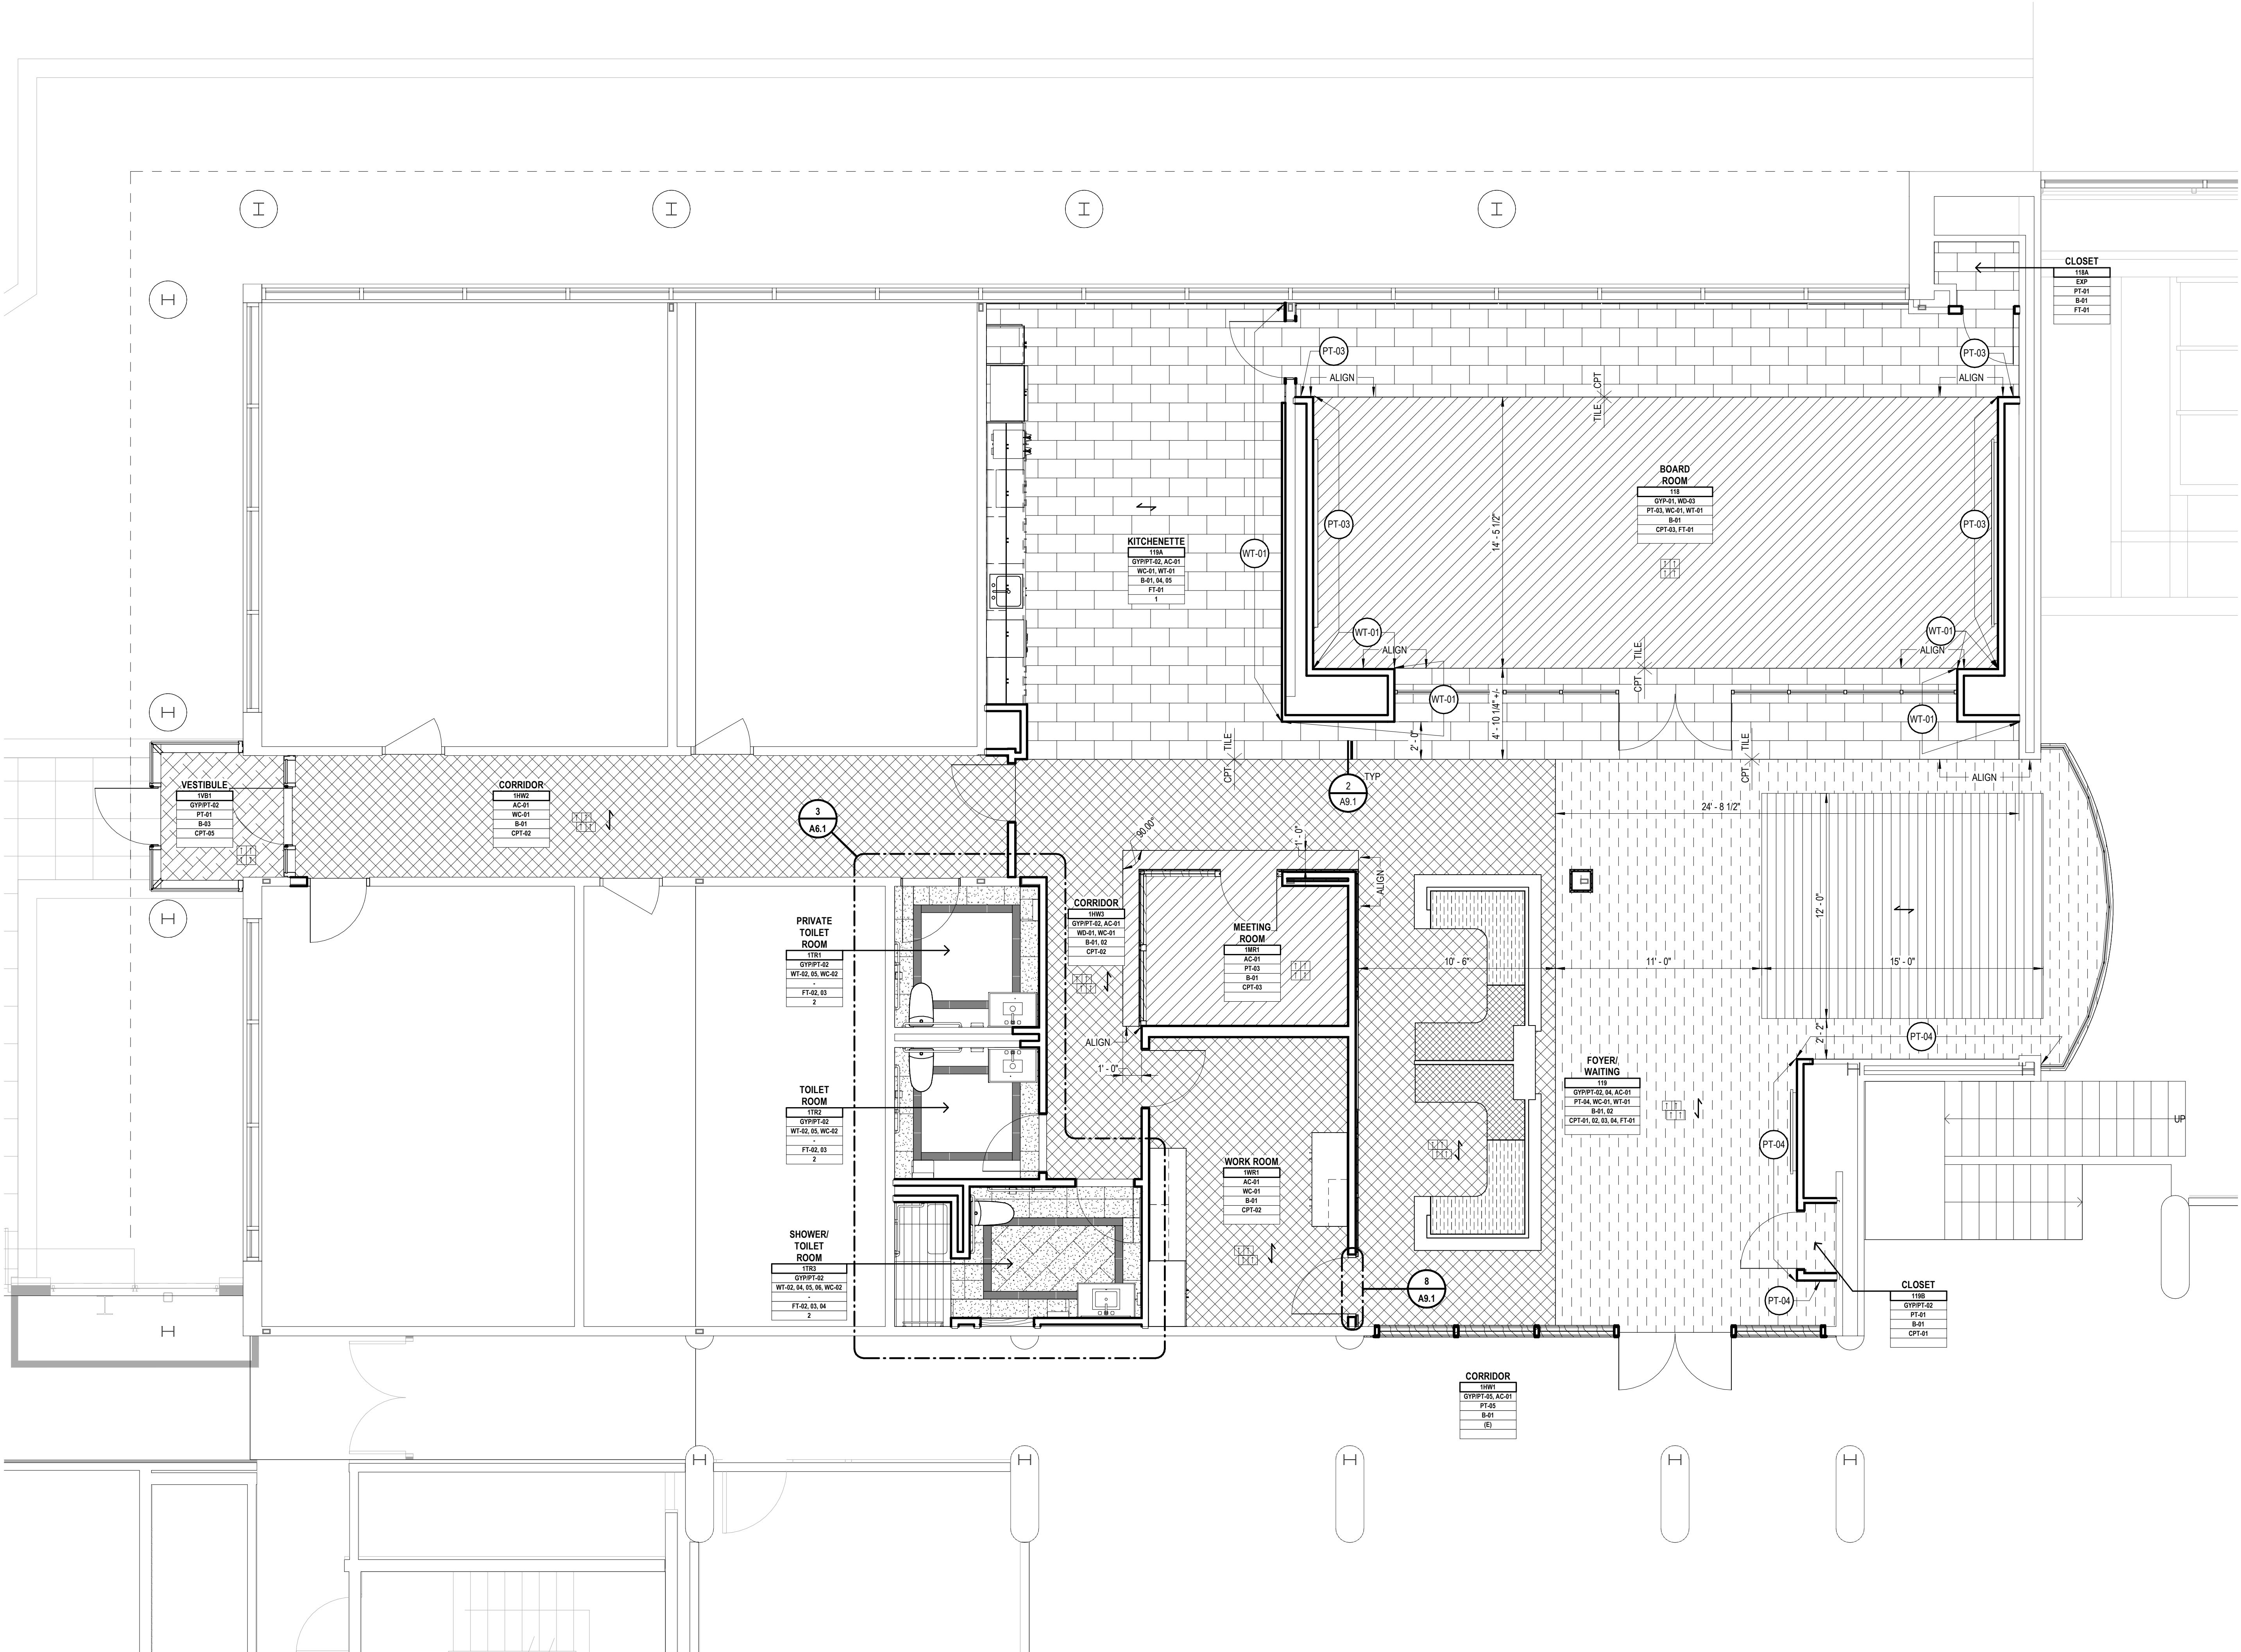 CLOSET
118A
EXP
PT-01
B-01
FT-01
PT-03
PT-03
ALIGN
ALIGN
CPT
TILE
BOARD
ROOM
118
GYP-01, WD-03
PT-03, WC-01, WT-01
B-01
CPT-03, FT-01
PT-03
PT-03
14' - 5 1/2"
WT-01
KITCHENETTE
119A
GYP/PT-02, AC-01
WC-01, WT-01
B-01, 04, 05
FT-01
1
WT-01
WT-01
ALIGN
ALIGN
TILE
CPT
WT-01
WT-01
4' - 10 1/4" +/-
2' - 0"
TILE
CPT
TILE
CPT
ALIGN
VESTIBULE
1VB1
GYP/PT-02
PT-01
B-03
CPT-05
CORRIDOR
1HW2
AC-01
WC-01
B-01
CPT-02
3
A6.1
2
A9.1
TYP
24' - 8 1/2"
90.00°
1' - 0"
ALIGN
12' - 0"
CORRIDOR
1HW3
GYP/PT-02, AC-01
WD-01, WC-01
B-01, 02
CPT-02
PRIVATE
TOILET
ROOM
1TR1
GYP/PT-02
WT-02, 05, WC-02
-
FT-02, 03
2
MEETING
ROOM
1MR1
AC-01
PT-03
B-01
CPT-03
10' - 6"
11' - 0"
15' - 0"
2' - 2"
PT-04
ALIGN
1' - 0"
FOYER/
WAITING
119
GYP/PT-02, 04, AC-01
PT-04, WC-01, WT-01
B-01, 02
CPT-01, 02, 03, 04, FT-01
TOILET
ROOM
1TR2
GYP/PT-02
WT-02, 05, WC-02
-
FT-02, 03
2
UP
PT-04
WORK ROOM
1WR1
AC-01
WC-01
B-01
CPT-02
SHOWER/
TOILET
ROOM
1TR3
GYP/PT-02
WT-02, 04, 05, 06, WC-02
-
FT-02, 03, 04
2
8
A9.1
PT-04
CLOSET
119B
GYP/PT-02
PT-01
B-01
CPT-01
CORRIDOR
1HW1
GYP/PT-05, AC-01
PT-05
B-01
(E)